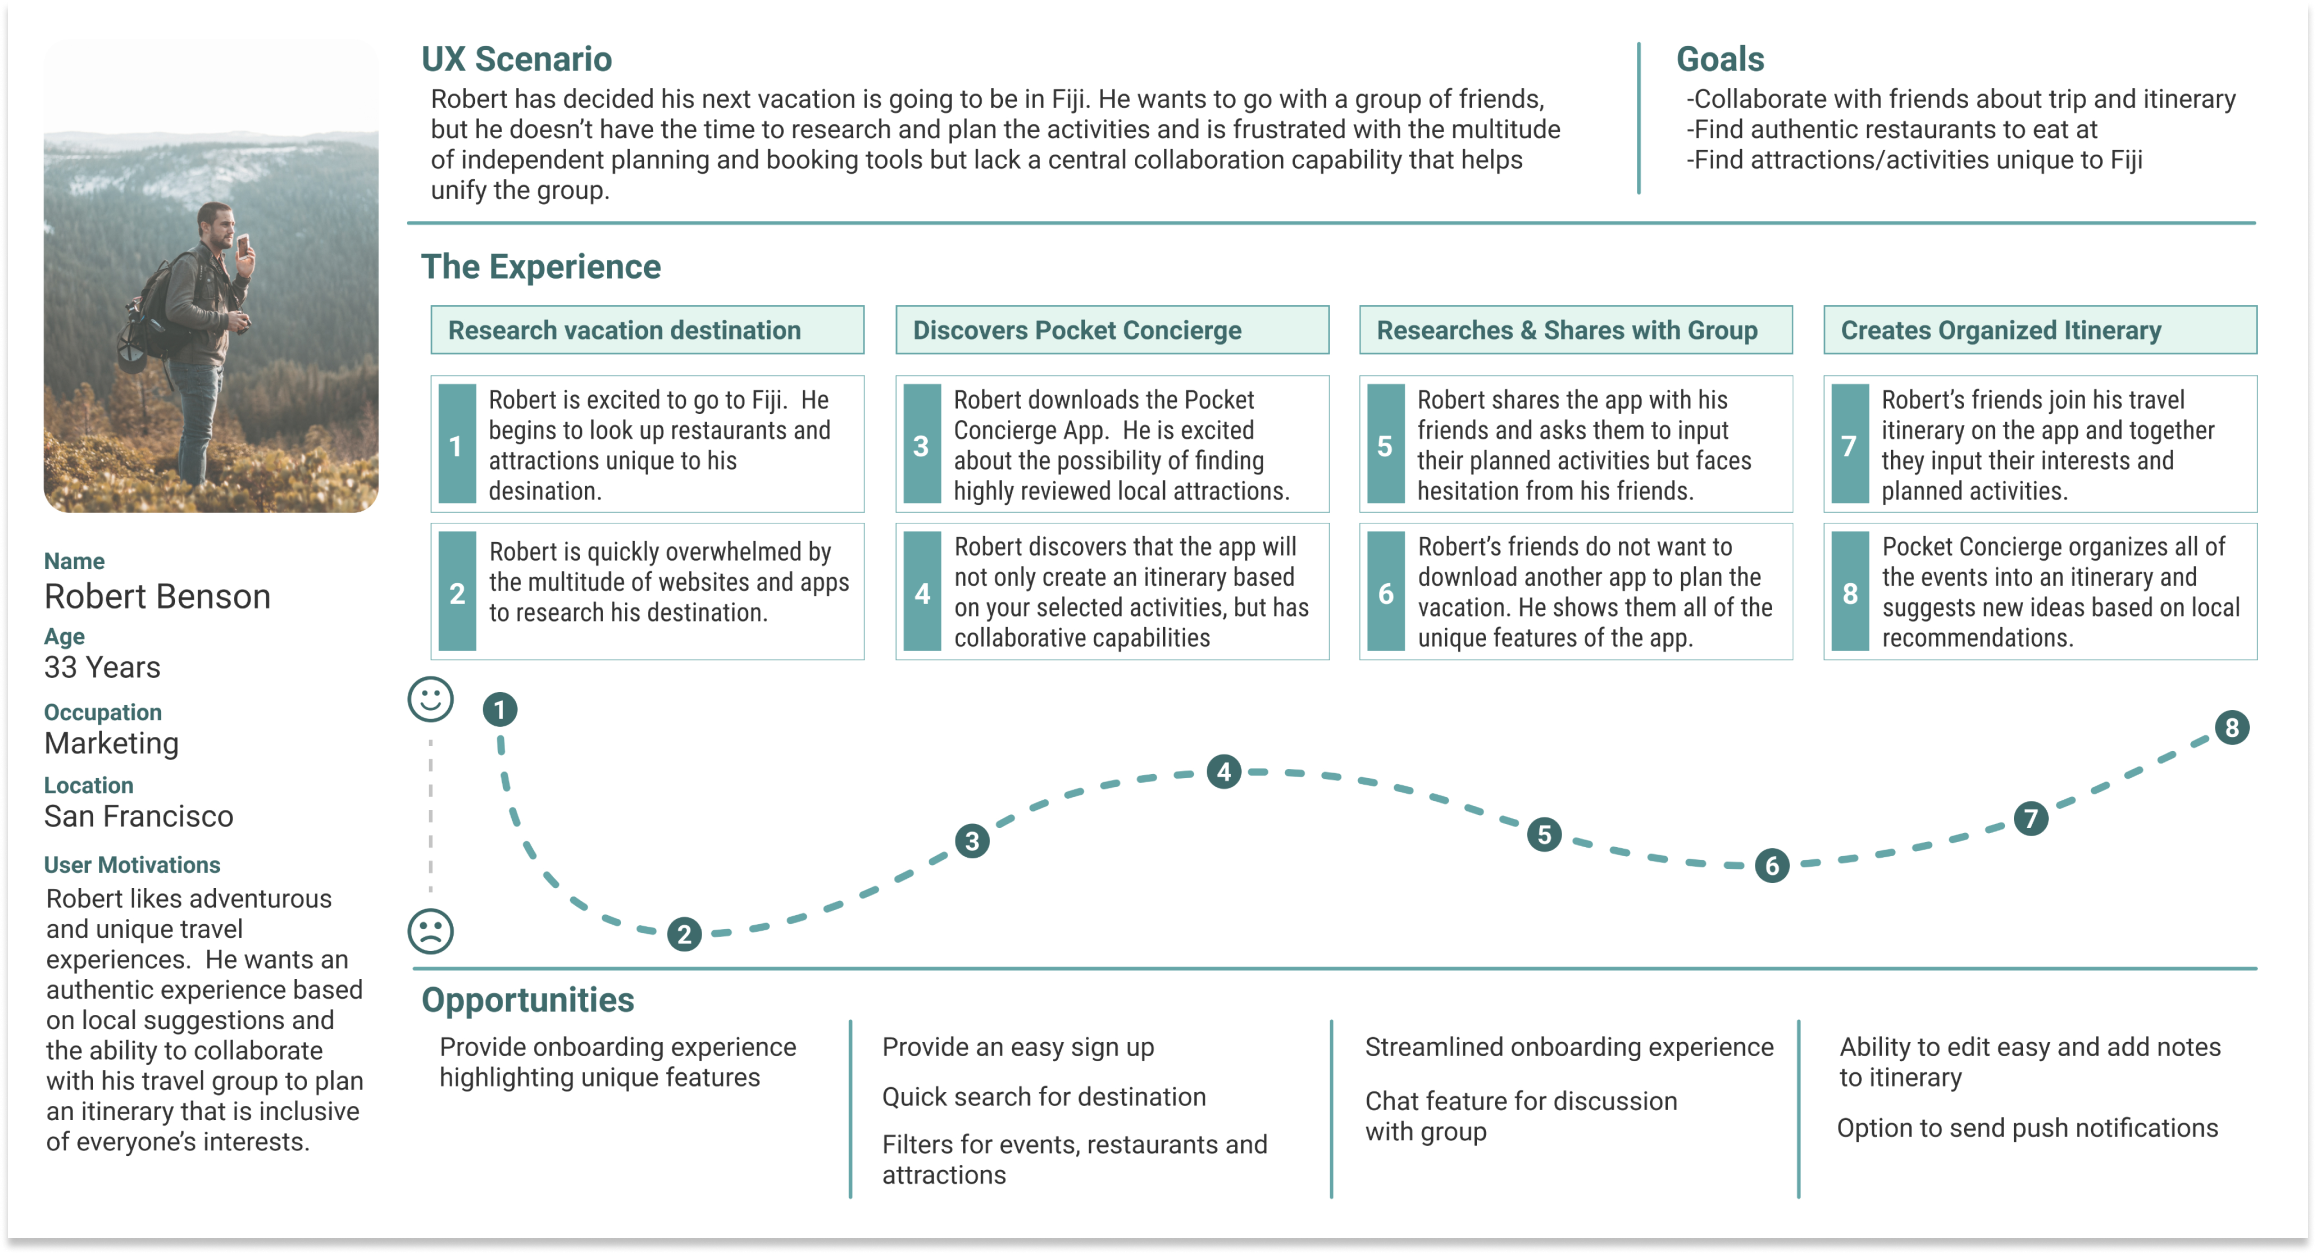 UX Scenario
Robert has decided his next vacation is going to be in Fiji. He wants to go with a group of friends,
but he doesn’t have the time to research and plan the activities and is frustrated with the multitude
of independent planning and booking tools but lack a central collaboration capability that helps
unify the group.
Goals
-Collaborate with friends about trip and itinerary
-Find authentic restaurants to eat at
-Find attractions/activities unique to Fiji
Name
Robert Benson
Age
33 Years
Occupation
Marketing
Location
San Francisco
User Motivations
Robert likes adventurous
and unique travel
experiences.  He wants an
authentic experience based
on local suggestions and
the ability to collaborate
with his travel group to plan
an itinerary that is inclusive
of everyone’s interests.
The Experience
Research vacation destination
1
Robert is excited to go to Fiji.  He
begins to look up restaurants and
attractions unique to his
desination.
2
Robert is quickly overwhelmed by
the multitude of websites and apps
to research his destination.
Discovers Pocket Concierge
3
Robert downloads the Pocket
Concierge App.  He is excited
about the possibility of finding
highly reviewed local attractions.
4
Robert discovers that the app will
not only create an itinerary based
on your selected activities, but has
collaborative capabilities
Researches & Shares with Group
5
Robert shares the app with his
friends and asks them to input
their planned activities but faces
hesitation from his friends.
6
Robert’s friends do not want to
download another app to plan the
vacation. He shows them all of the
unique features of the app.
Creates Organized Itinerary
7
Robert’s friends join his travel
itinerary on the app and together
they input their interests and
planned activities.
8
Pocket Concierge organizes all of
the events into an itinerary and
suggests new ideas based on local
recommendations.
1
2
3
4
5
6
7
8
Opportunities
Provide onboarding experience
highlighting unique features
Provide an easy sign up
Quick search for destination
Filters for events, restaurants and
attractions
Streamlined onboarding experience
Chat feature for discussion
with group
Ability to edit easy and add notes
to itinerary
Option to send push notifications